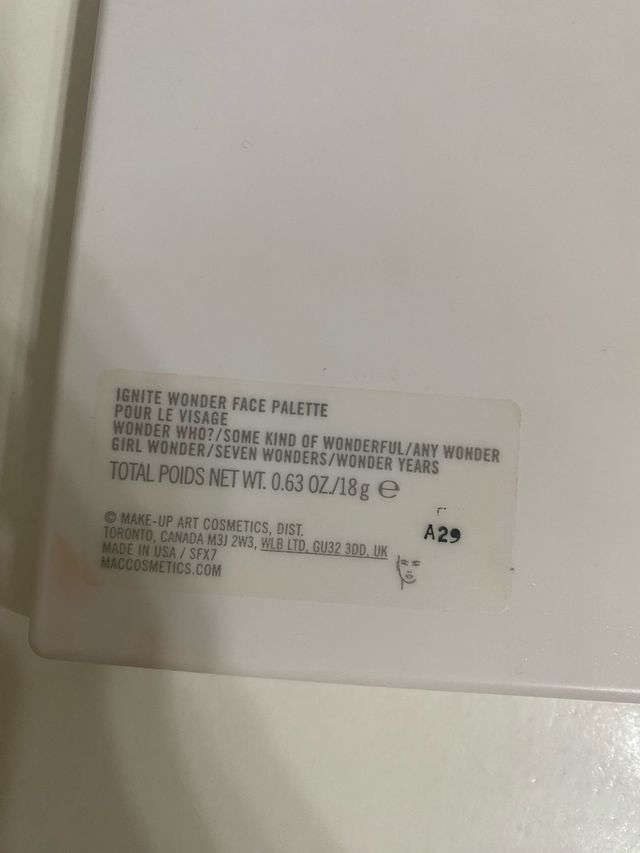 IGNITE WONDER FACE PALETTE
POUR LE VISAGE
WONDER WHO?/SOME KIND OF WONDERFUL/ANY WONDER
GIRL WONDER/SEVEN WONDERS/WONDER YEARS
TOTAL POIDS NET WT. 0.63 OZ./18 g ℮
© MAKE-UP ART COSMETICS, DIST.
TORONTO, CANADA M3J 2W3, WLB LTD, GU32 3DD, UK
MADE IN USA / SFX7
MACCOSMETICS.COM
A29